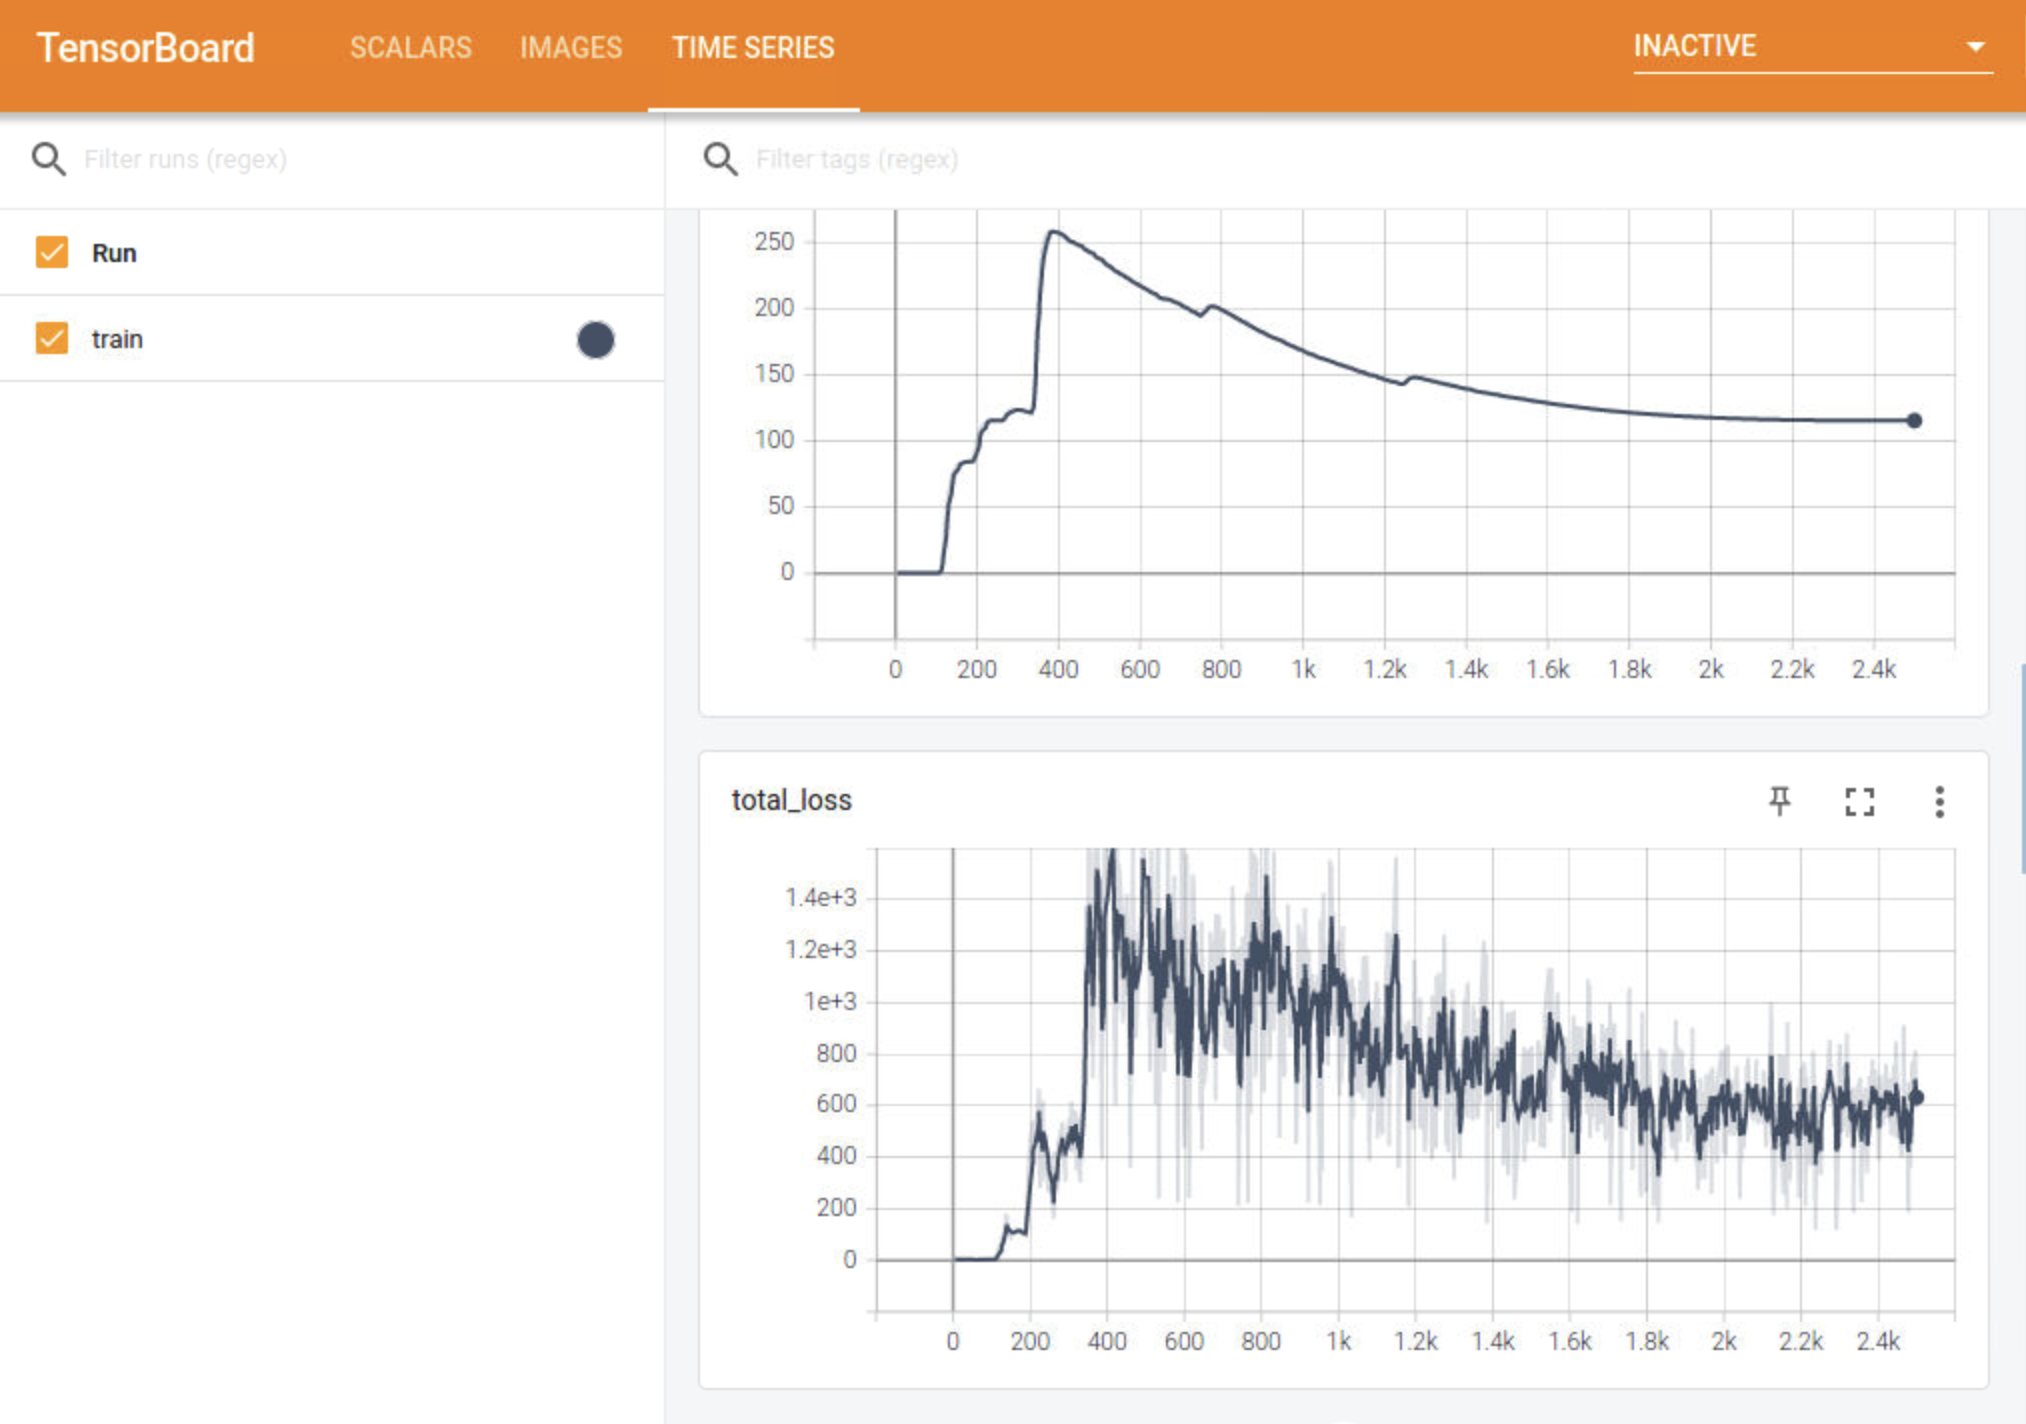 TensorBoard SCALARS IMAGES TIME SERIES INACTIVE
Filter runs (regex)
Filter tags (regex)
Run
train
250
200
150
100
50
0
0 200 400 600 800 1k 1.2k 1.4k 1.6k 1.8k 2k 2.2k 2.4k
total_loss
1.4e+3
1.2e+3
1e+3
800
600
400
200
0
0 200 400 600 800 1k 1.2k 1.4k 1.6k 1.8k 2k 2.2k 2.4k